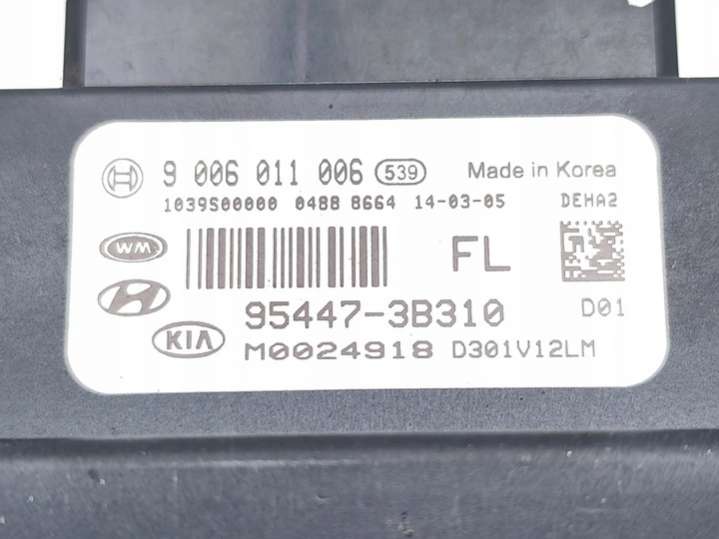 9 006 011 006 539 Made in Korea
1039S00000 0488 8664 14-03-05 DEHA2
WM FL
95447-3B310 D01
KIA M0024918 D301V12LM